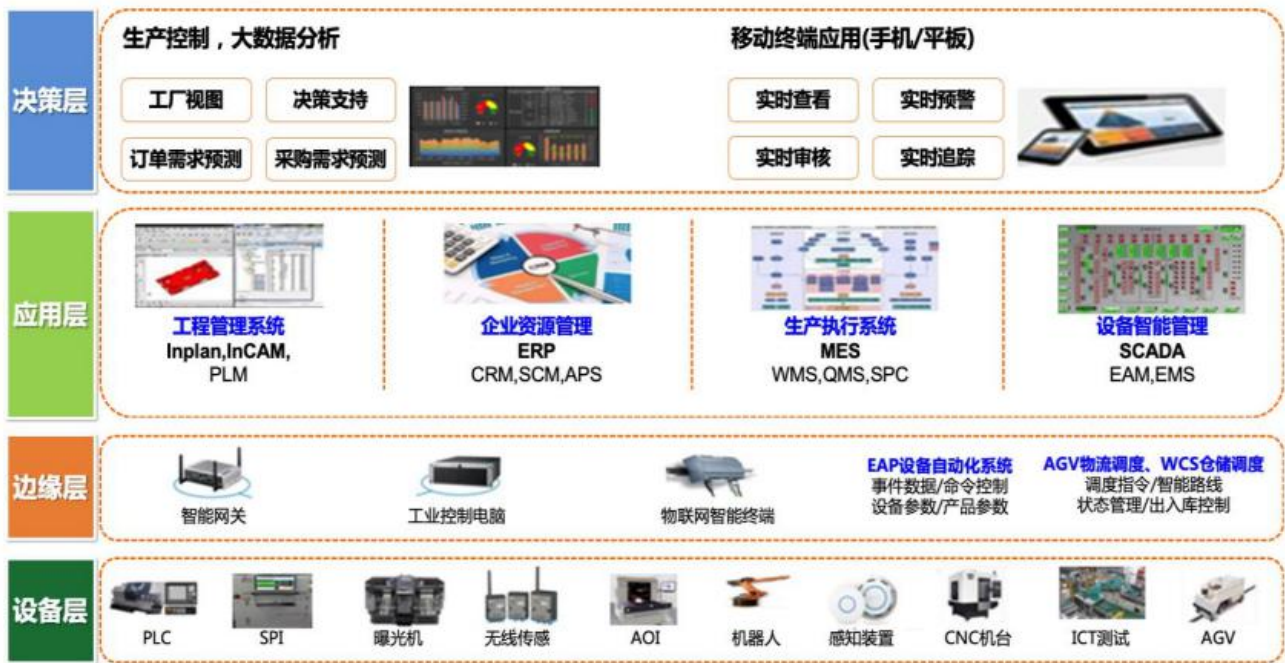 决策层
生产控制，大数据分析
工厂视图
决策支持
订单需求预测
采购需求预测
移动终端应用(手机/平板)
实时查看
实时预警
实时审核
实时追踪
应用层
工程管理系统
Inplan,InCAM,
PLM
企业资源管理
ERP
CRM,SCM,APS
生产执行系统
MES
WMS,QMS,SPC
设备智能管理
SCADA
EAM,EMS
边缘层
智能网关
工业控制电脑
物联网智能终端
EAP设备自动化系统
事件数据/命令控制
设备参数/产品参数
AGV物流调度、WCS仓储调度
调度指令/智能路线
状态管理/出入库控制
设备层
PLC
SPI
曝光机
无线传感
AOI
机器人
感知装置
CNC机台
ICT测试
AGV